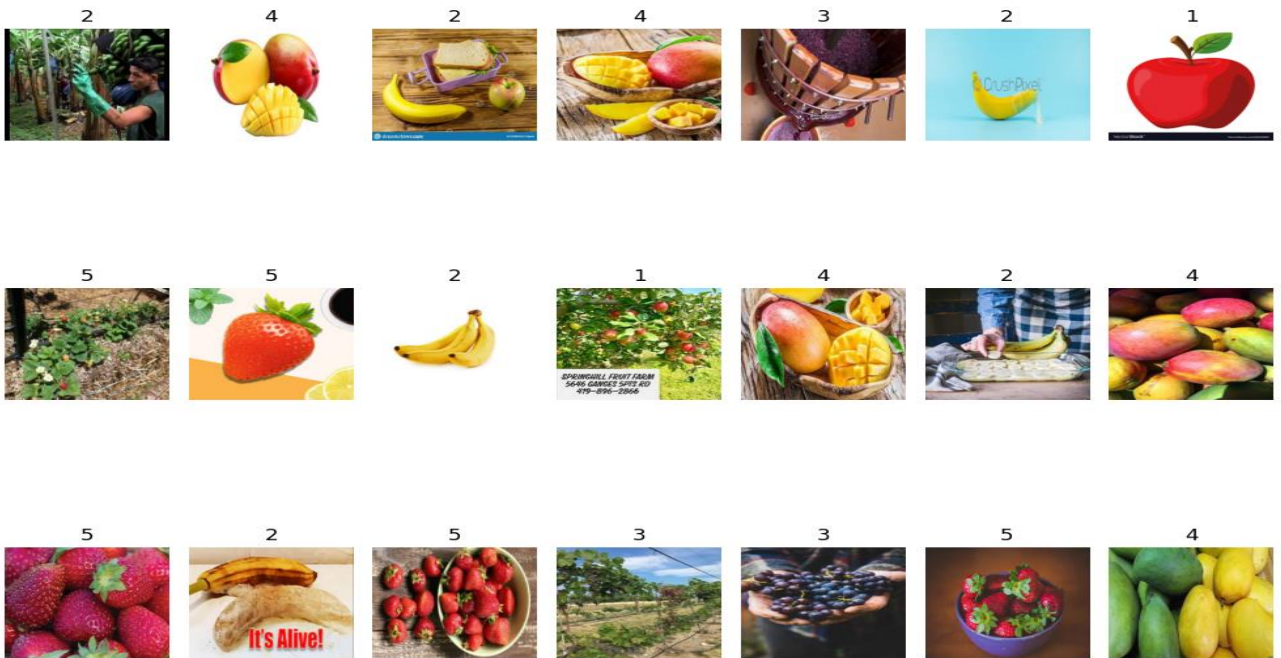 2 4 2 4 3 2 1
CrushPixel
5 5 2 1 4 2 4
SPRINGHILL FRUIT FARM
5646 GANGES 5PTS RD
419-896-2866
5 2 5 3 3 5 4
It's Alive!